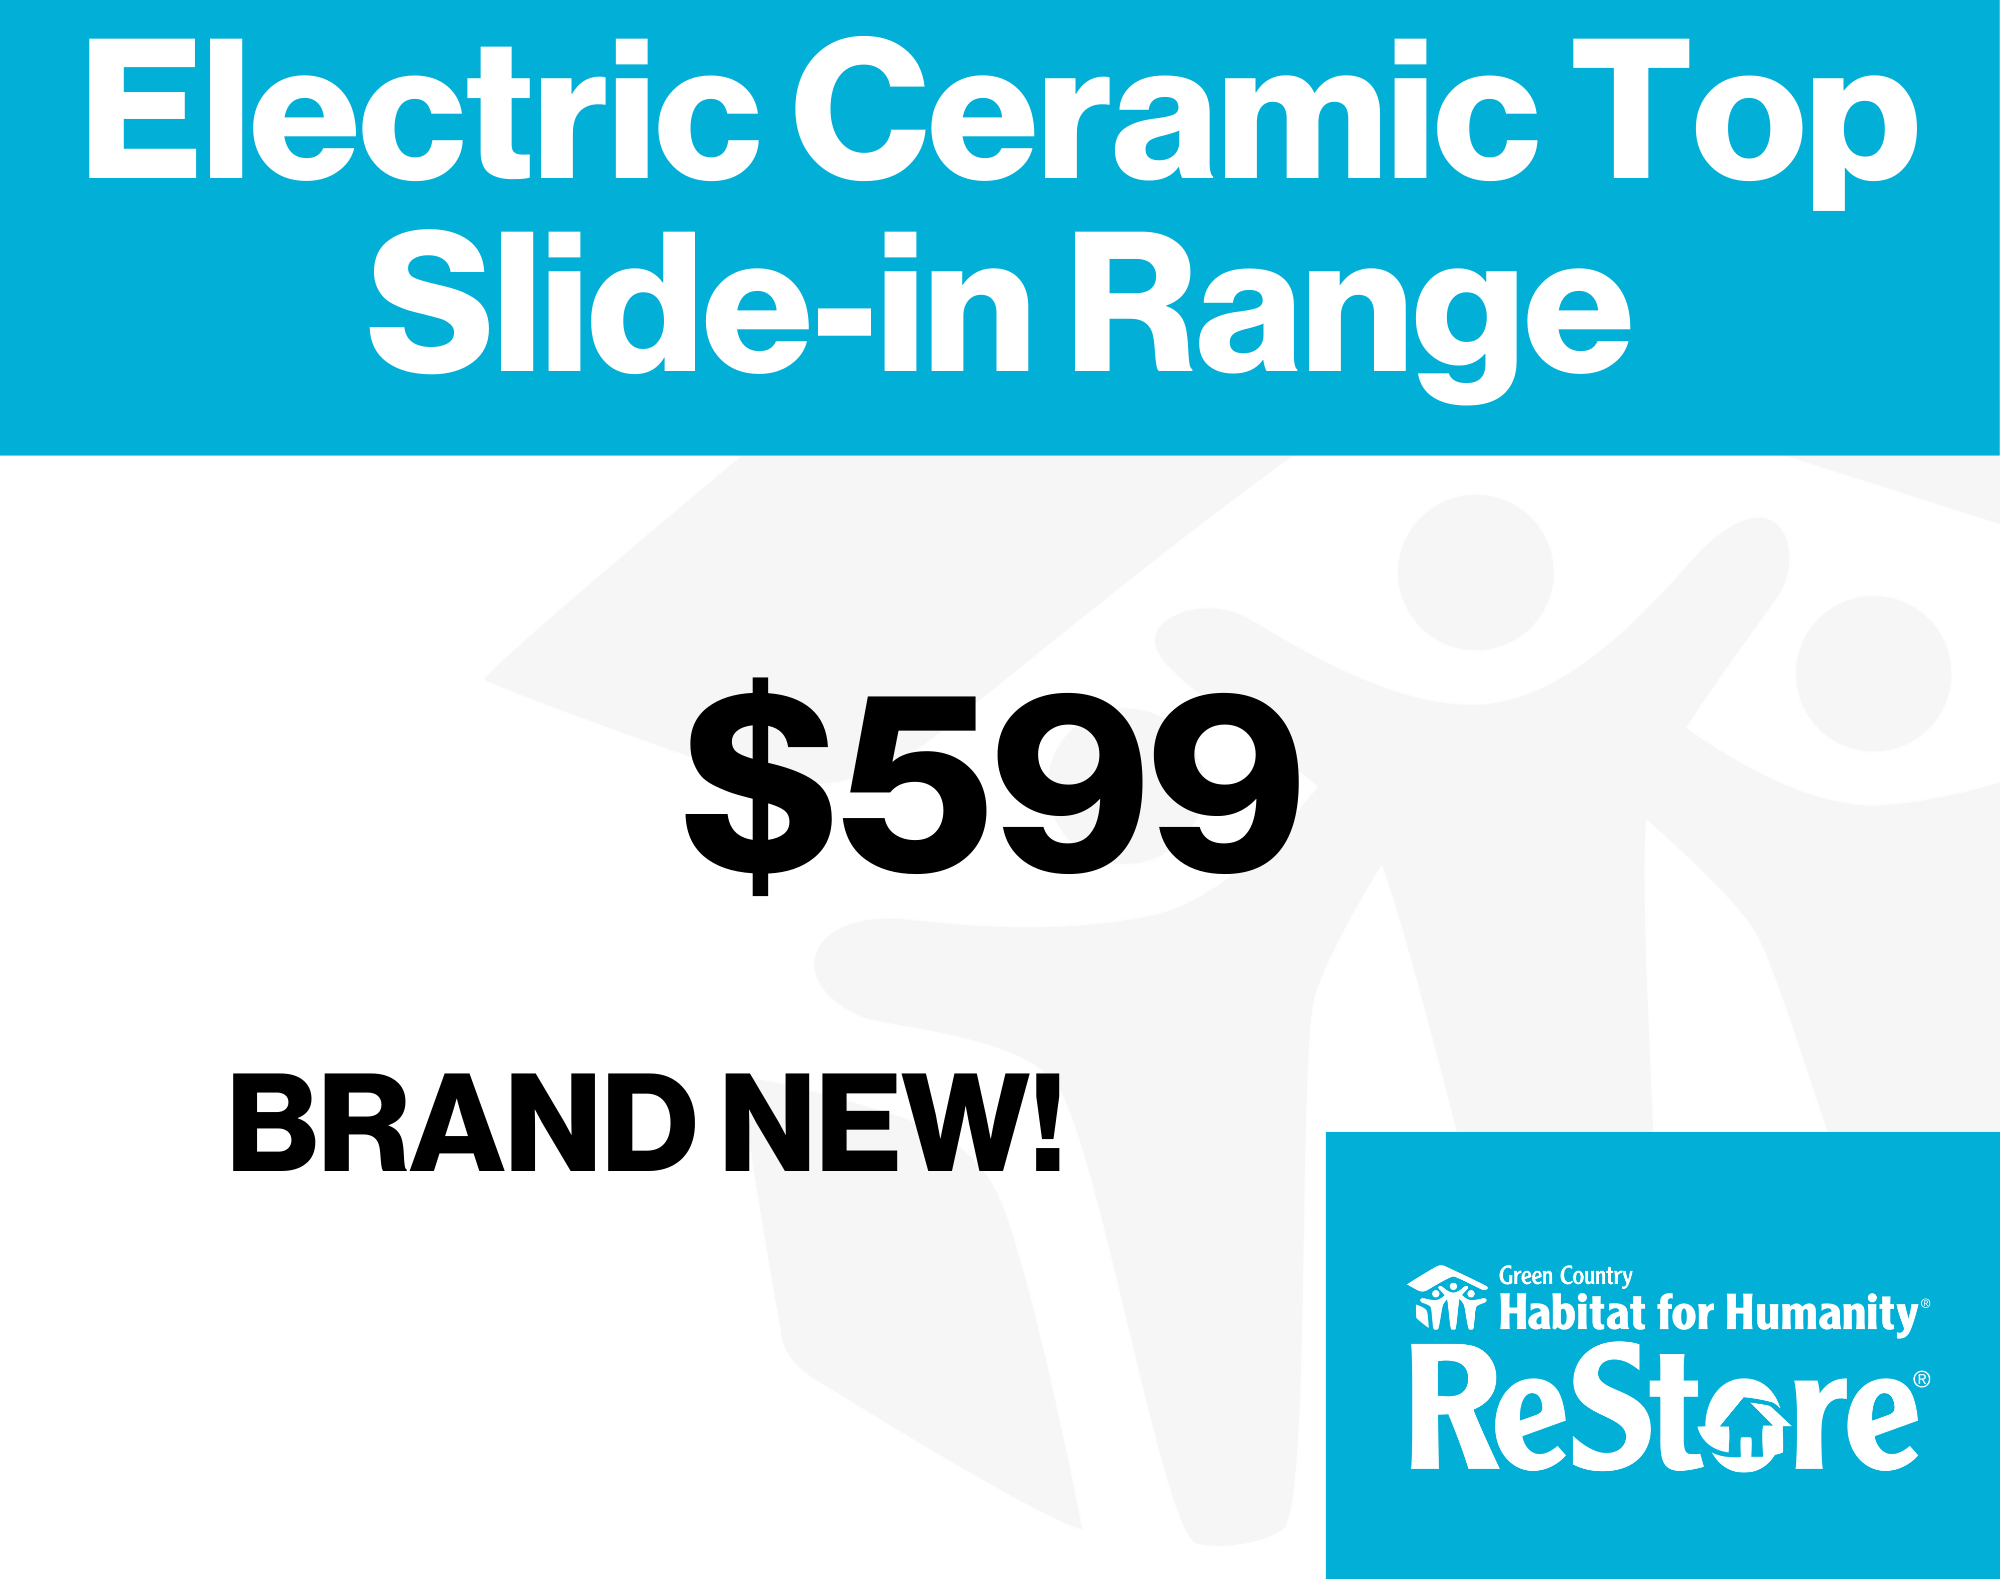 Electric Ceramic Top
Slide-in Range
$599
BRAND NEW!
Green Country
Habitat for Humanity®
ReStore®